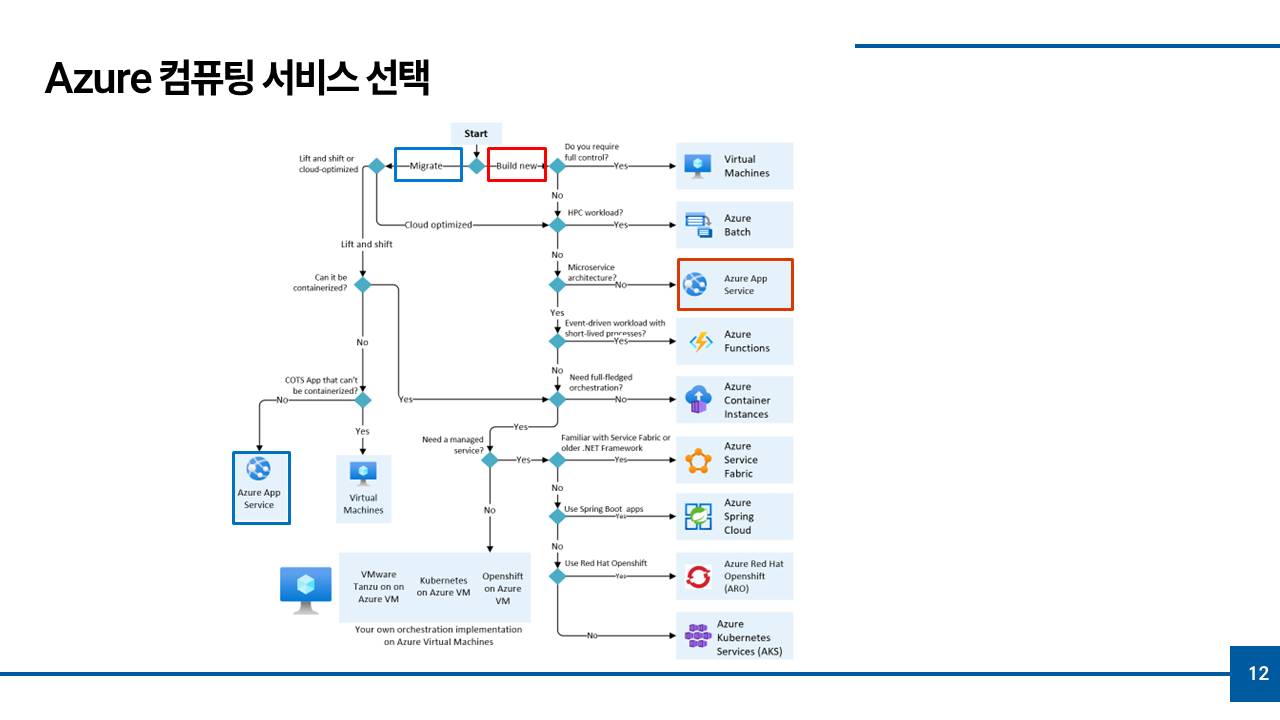 Azure 컴퓨팅 서비스 선택
Start
Lift and shift or
cloud-optimized
Migrate
Build new
Do you require
full control?
Yes
Virtual
Machines
No
Cloud optimized
HPC workload?
Yes
Azure
Batch
Lift and shift
No
Can it be
containerized?
Microservice
architecture?
No
Azure App
Service
Yes
Event-driven workload with
short-lived processes?
Yes
Azure
Functions
No
No
COTS App that can't
be containerized?
Need full-fledged
orchestration?
No
Yes
No
Azure
Container
Instances
Yes
Yes
Need a managed
service?
Yes
Familiar with Service Fabric or
older .NET Framework
Yes
Azure
Service
Fabric
Azure App
Service
Virtual
Machines
No
No
Use Spring Boot apps
Yes
Azure
Spring
Cloud
No
Use Red Hat Openshift
Yes
Azure Red Hat
Openshift
(ARO)
VMware
Tanzu on on
Azure VM
Kubernetes
on Azure VM
Openshift
on Azure
VM
Your own orchestration implementation
on Azure Virtual Machines
No
Azure
Kubernetes
Services (AKS)
12